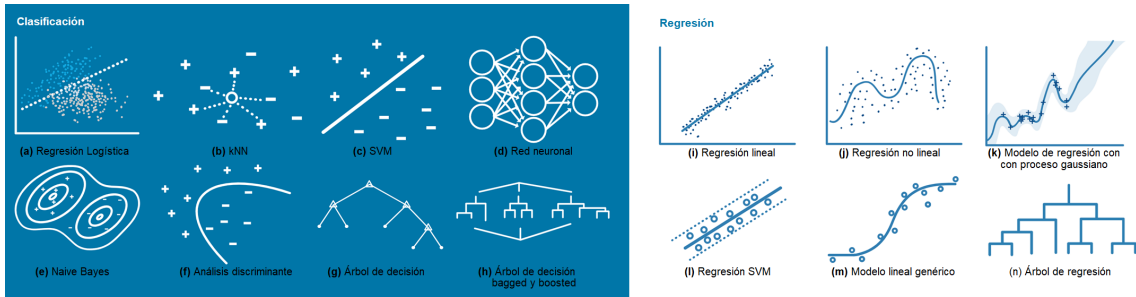 Clasificación
(a) Regresión Logística
(b) kNN
(c) SVM
(d) Red neuronal
(e) Naive Bayes
(f) Análisis discriminante
(g) Árbol de decisión
(h) Árbol de decisión
bagged y boosted
Regresión
(i) Regresión lineal
(j) Regresión no lineal
(k) Modelo de regresión con
con proceso gaussiano
(l) Regresión SVM
(m) Modelo lineal genérico
(n) Árbol de regresión